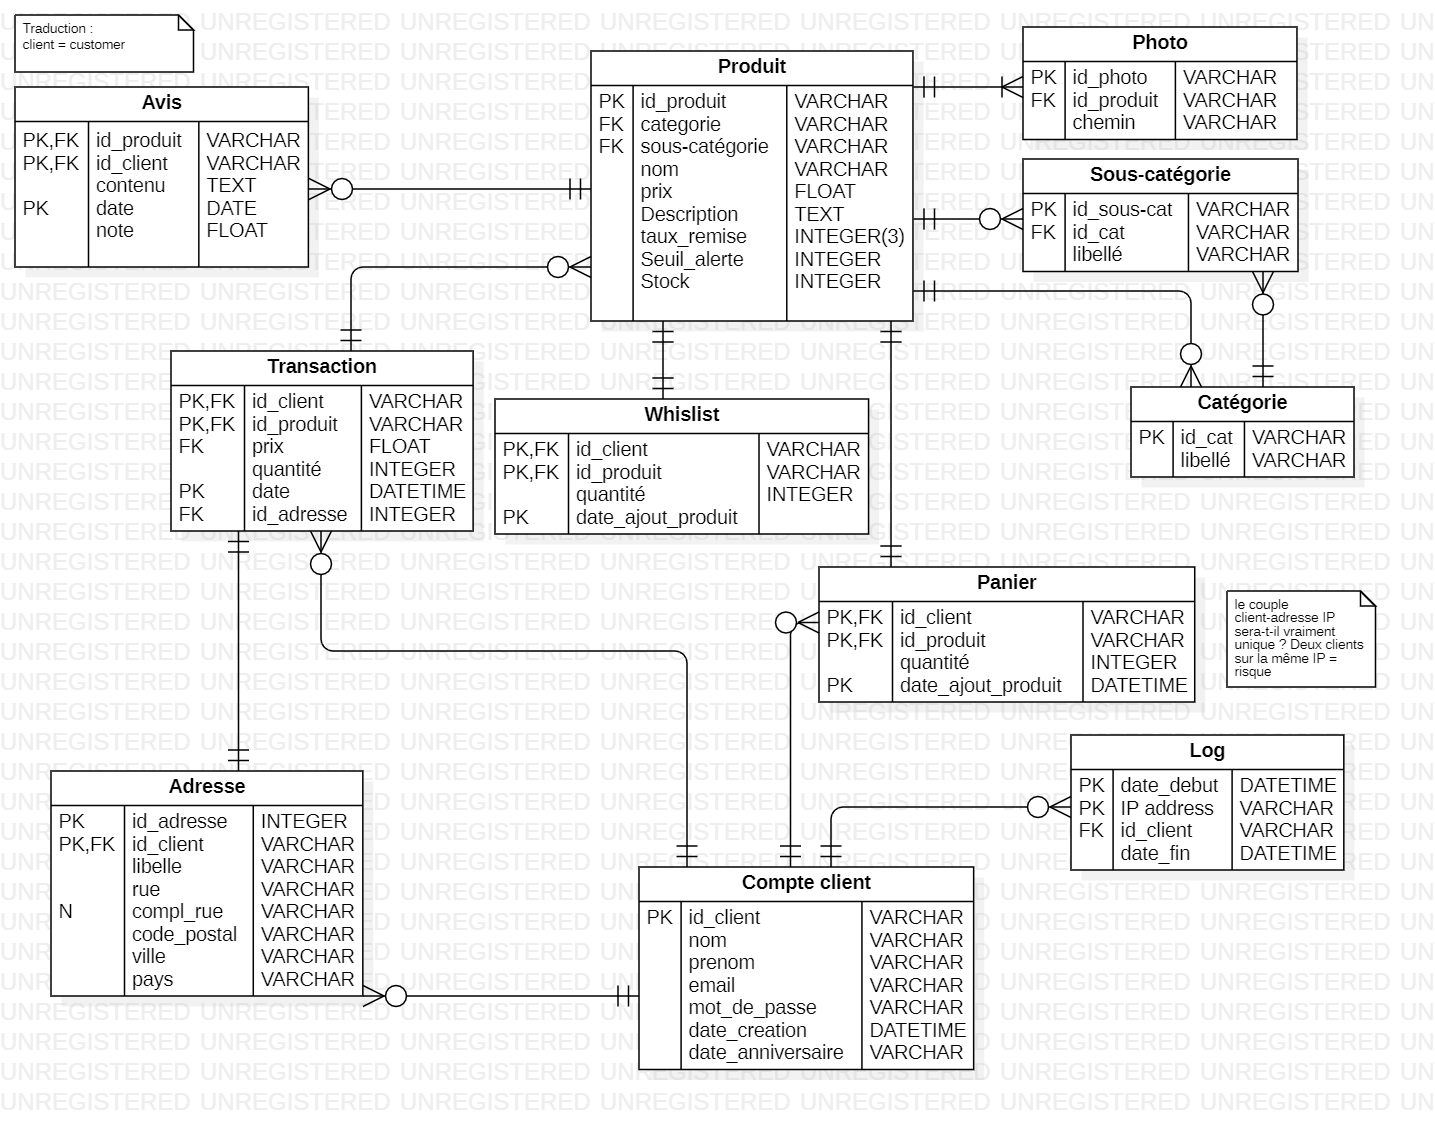 Traduction :
client = customer
Avis
PK,FK id_produit VARCHAR
PK,FK id_client VARCHAR
contenu TEXT
PK date DATE
note FLOAT
Produit
PK id_produit VARCHAR
FK categorie VARCHAR
FK sous-catégorie VARCHAR
nom VARCHAR
prix FLOAT
Description TEXT
taux_remise INTEGER(3)
Seuil_alerte INTEGER
Stock INTEGER
Photo
PK id_photo VARCHAR
FK id_produit VARCHAR
chemin VARCHAR
Sous-catégorie
PK id_sous-cat VARCHAR
FK id_cat VARCHAR
libellé VARCHAR
Transaction
PK,FK id_client VARCHAR
PK,FK id_produit VARCHAR
FK prix FLOAT
quantité INTEGER
PK date DATETIME
FK id_adresse INTEGER
Whislist
PK,FK id_client VARCHAR
PK,FK id_produit VARCHAR
quantité INTEGER
PK date_ajout_produit
Catégorie
PK id_cat VARCHAR
libellé VARCHAR
Panier
PK,FK id_client VARCHAR
PK,FK id_produit VARCHAR
quantité INTEGER
PK date_ajout_produit DATETIME
le couple
client-adresse IP
sera-t-il vraiment
unique ? Deux clients
sur la même IP =
risque
Log
PK date_debut DATETIME
PK IP address VARCHAR
FK id_client VARCHAR
date_fin DATETIME
Adresse
PK id_adresse INTEGER
PK,FK id_client VARCHAR
libelle VARCHAR
rue VARCHAR
N compl_rue VARCHAR
code_postal VARCHAR
ville VARCHAR
pays VARCHAR
Compte client
PK id_client VARCHAR
nom VARCHAR
prenom VARCHAR
email VARCHAR
mot_de_passe VARCHAR
date_creation DATETIME
date_anniversaire VARCHAR
UNREGISTERED